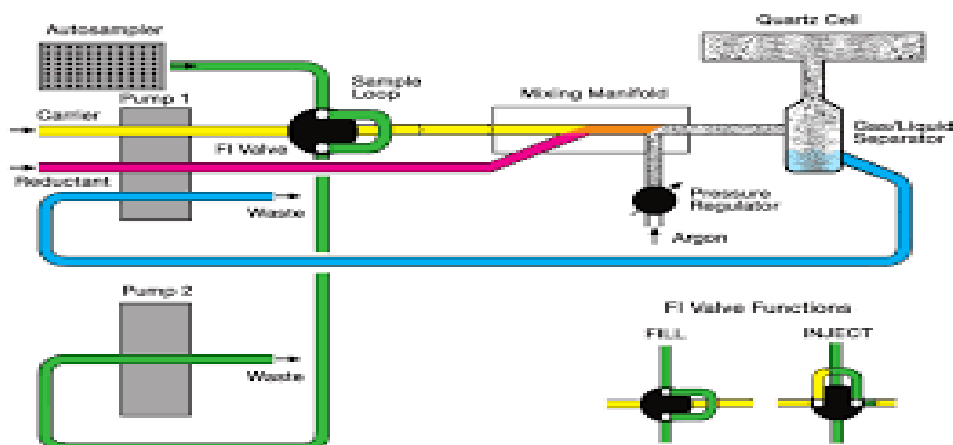 Autosampler
Quartz Cell
Pump 1
Sample
Loop
Mixing Manifold
Carrier
FI Valve
Gas/Liquid
Separator
Reductant
Waste
Pressure
Regulator
Argon
Pump 2
FI Valve Functions
FILL
INJECT
Waste